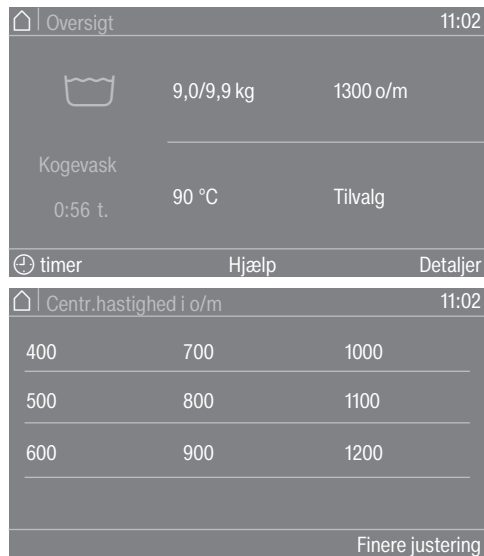 Oversigt 11:02
9,0/9,9 kg 1300 o/m
Kogevask
0:56 t.
90 °C Tilvalg
timer Hjælp Detaljer
Centr.hastighed i o/m 11:02
400 700 1000
500 800 1100
600 900 1200
Finere justering